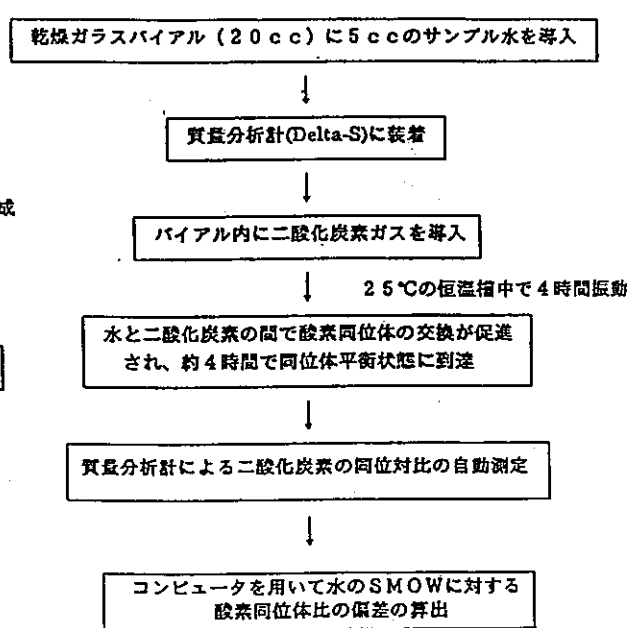 乾燥ガラスバイアル（２０ｃｃ）に５ｃｃのサンプル水を導入
質量分析計(Delta-S)に装着
成
バイアル内に二酸化炭素ガスを導入
２５℃の恒温槽中で４時間振動
水と二酸化炭素の間で酸素同位体の交換が促進
され、約４時間で同位体平衡状態に到達
質量分析計による二酸化炭素の同位対比の自動測定
コンピュータを用いて水のＳＭＯＷに対する
酸素同位体比の偏差の算出